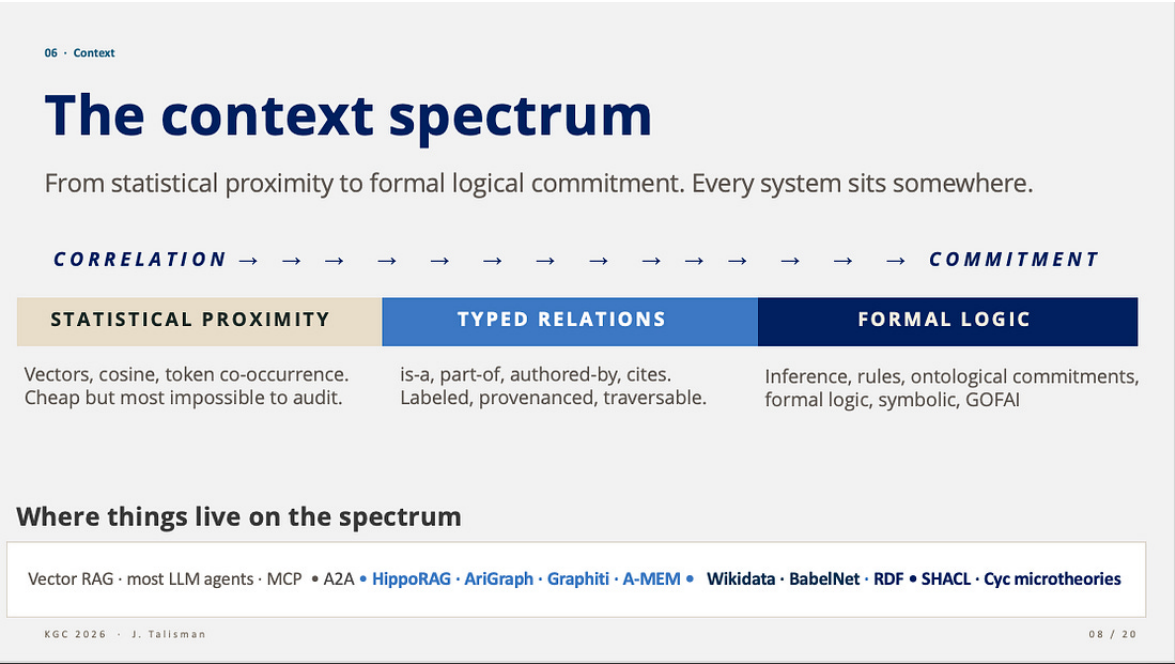 06 · Context
The context spectrum
From statistical proximity to formal logical commitment. Every system sits somewhere.
CORRELATION → → → → → → → → → → → → → → COMMITMENT
STATISTICAL PROXIMITY
Vectors, cosine, token co-occurrence.
Cheap but most impossible to audit.
TYPED RELATIONS
is-a, part-of, authored-by, cites.
Labeled, provenanced, traversable.
FORMAL LOGIC
Inference, rules, ontological commitments,
formal logic, symbolic, GOFAI
Where things live on the spectrum
Vector RAG · most LLM agents · MCP • A2A • HippoRAG · AriGraph · Graphiti · A-MEM • Wikidata · BabelNet · RDF • SHACL · Cyc microtheories
KGC 2026 · J. Talisman
08 / 20